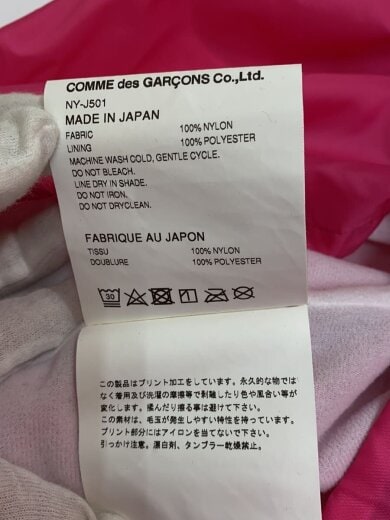 COMME des GARÇONS Co.,Ltd.
NY-J501
MADE IN JAPAN
FABRIC 100% NYLON
LINING 100% POLYESTER
MACHINE WASH COLD, GENTLE CYCLE.
DO NOT BLEACH.
LINE DRY IN SHADE.
DO NOT IRON.
DO NOT DRYCLEAN.
FABRIQUE AU JAPON
TISSU 100% NYLON
DOUBLURE 100% POLYESTER
30
この製品はプリント加工をしています。永久的な物では
なく着用及び洗濯の摩擦等で剥離したり色や風合い等が
変化します。揉んだり擦る事は避けて下さい。
この素材は、毛玉が発生しやすい特性を持っています。
プリント部分にはアイロンを当てないで下さい。
引っかけ注意。漂白剤、タンブラー乾燥禁止。